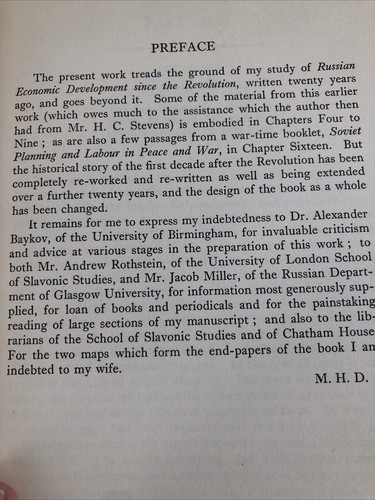 PREFACE
The present work treads the ground of my study of Russian
Economic Development since the Revolution, written twenty years
ago, and goes beyond it. Some of the material from this earlier
work (which owes much to the assistance which the author then
had from Mr. H. C. Stevens) is embodied in Chapters Four to
Nine ; as are also a few passages from a war-time booklet, Soviet
Planning and Labour in Peace and War, in Chapter Sixteen. But
the historical story of the first decade after the Revolution has been
completely re-worked and re-written as well as being extended
over a further twenty years, and the design of the book as a whole
has been changed.
It remains for me to express my indebtedness to Dr. Alexander
Baykov, of the University of Birmingham, for invaluable criticism
and advice at various stages in the preparation of this work ; to
both Mr. Andrew Rothstein, of the University of London School
of Slavonic Studies, and Mr. Jacob Miller, of the Russian Depart-
ment of Glasgow University, for information most generously sup-
plied, for loan of books and periodicals and for the painstaking
reading of large sections of my manuscript ; and also to the lib-
rarians of the School of Slavonic Studies and of Chatham House
For the two maps which form the end-papers of the book I am
indebted to my wife.
M. H. D.